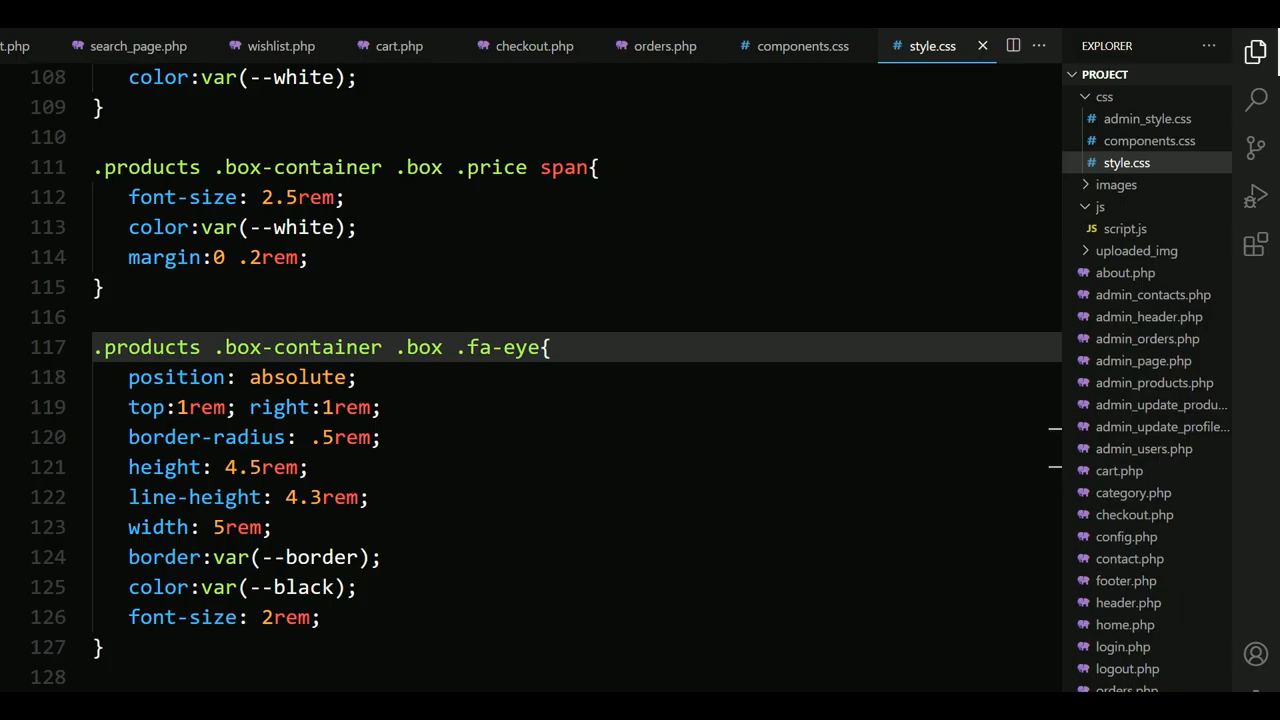 t.php search_page.php wishlist.php cart.php checkout.php orders.php components.css style.css
108 color:var(--white);
109 }
110
111 .products .box-container .box .price span{
112 font-size: 2.5rem;
113 color:var(--white);
114 margin:0 .2rem;
115 }
116
117 .products .box-container .box .fa-eye{
118 position: absolute;
119 top:1rem; right:1rem;
120 border-radius: .5rem;
121 height: 4.5rem;
122 line-height: 4.3rem;
123 width: 5rem;
124 border:var(--border);
125 color:var(--black);
126 font-size: 2rem;
127 }
128
EXPLORER
PROJECT
css
# admin_style.css
# components.css
# style.css
images
js
JS script.js
uploaded_img
about.php
admin_contacts.php
admin_header.php
admin_orders.php
admin_page.php
admin_products.php
admin_update_produ...
admin_update_profile...
admin_users.php
cart.php
category.php
checkout.php
config.php
contact.php
footer.php
header.php
home.php
login.php
logout.php
orders.php